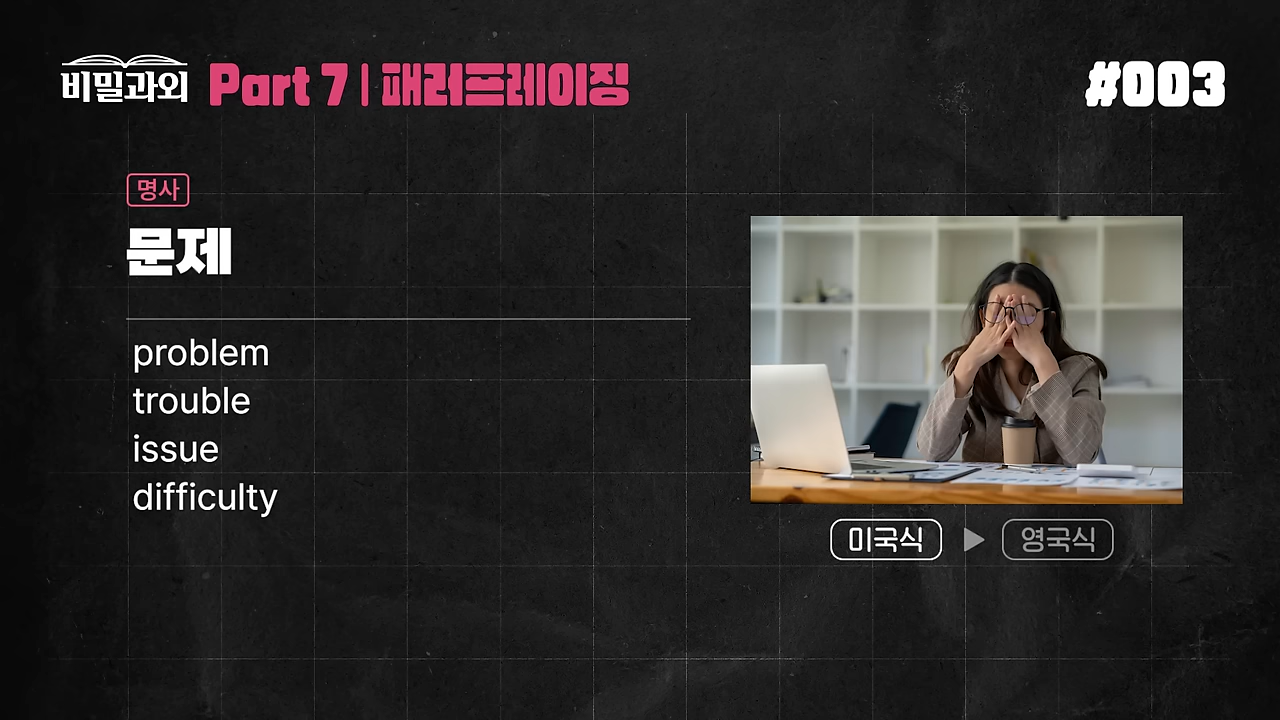 비밀과외 Part 7 | 패러프레이징 #003
명사
문제
problem
trouble
issue
difficulty
미국식 ▶ 영국식